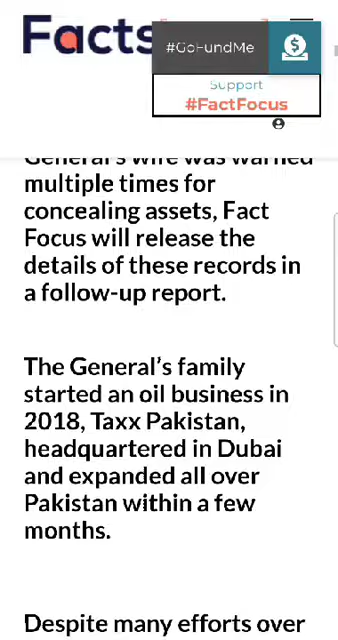 Facts
#GoFundMe
Support
#FactFocus
General's wife was warned
multiple times for
concealing assets, Fact
Focus will release the
details of these records in
a follow-up report.
The General's family
started an oil business in
2018, Taxx Pakistan,
headquartered in Dubai
and expanded all over
Pakistan within a few
months.
Despite many efforts over